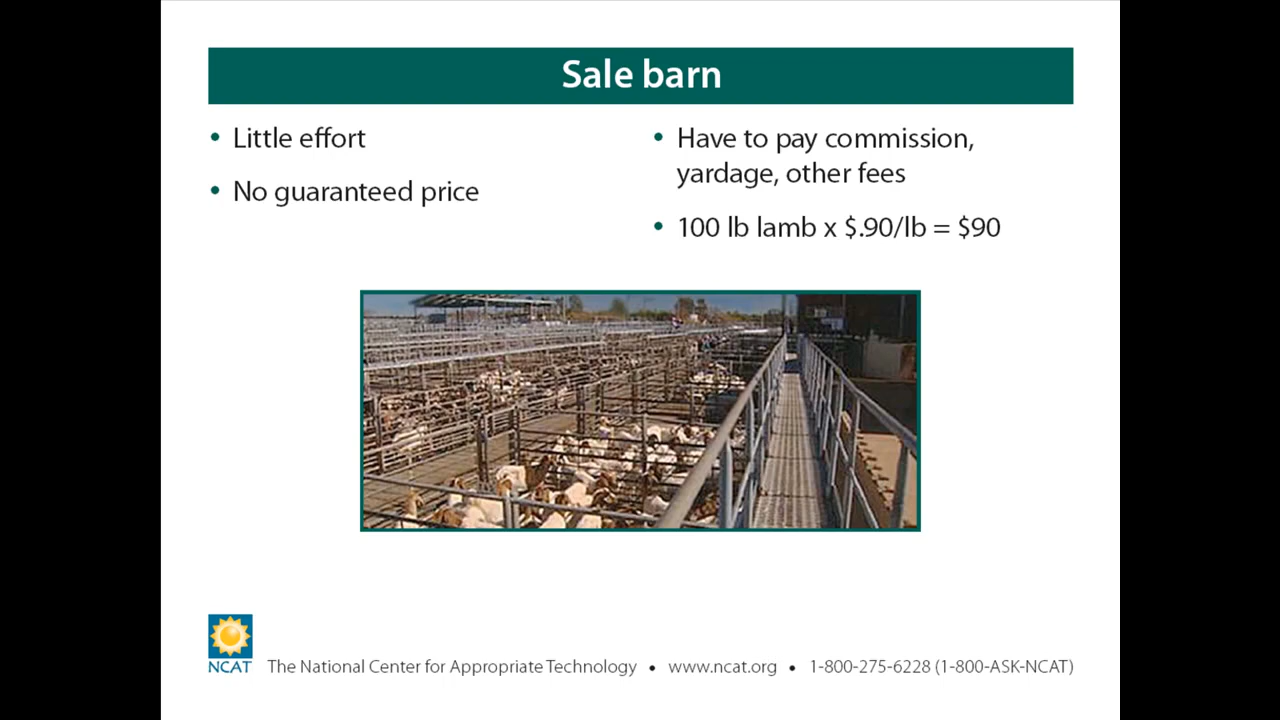 Sale barn
• Little effort
• No guaranteed price
• Have to pay commission,
yardage, other fees
• 100 lb lamb x $.90/lb = $90
NCAT
The National Center for Appropriate Technology • www.ncat.org • 1-800-275-6228 (1-800-ASK-NCAT)